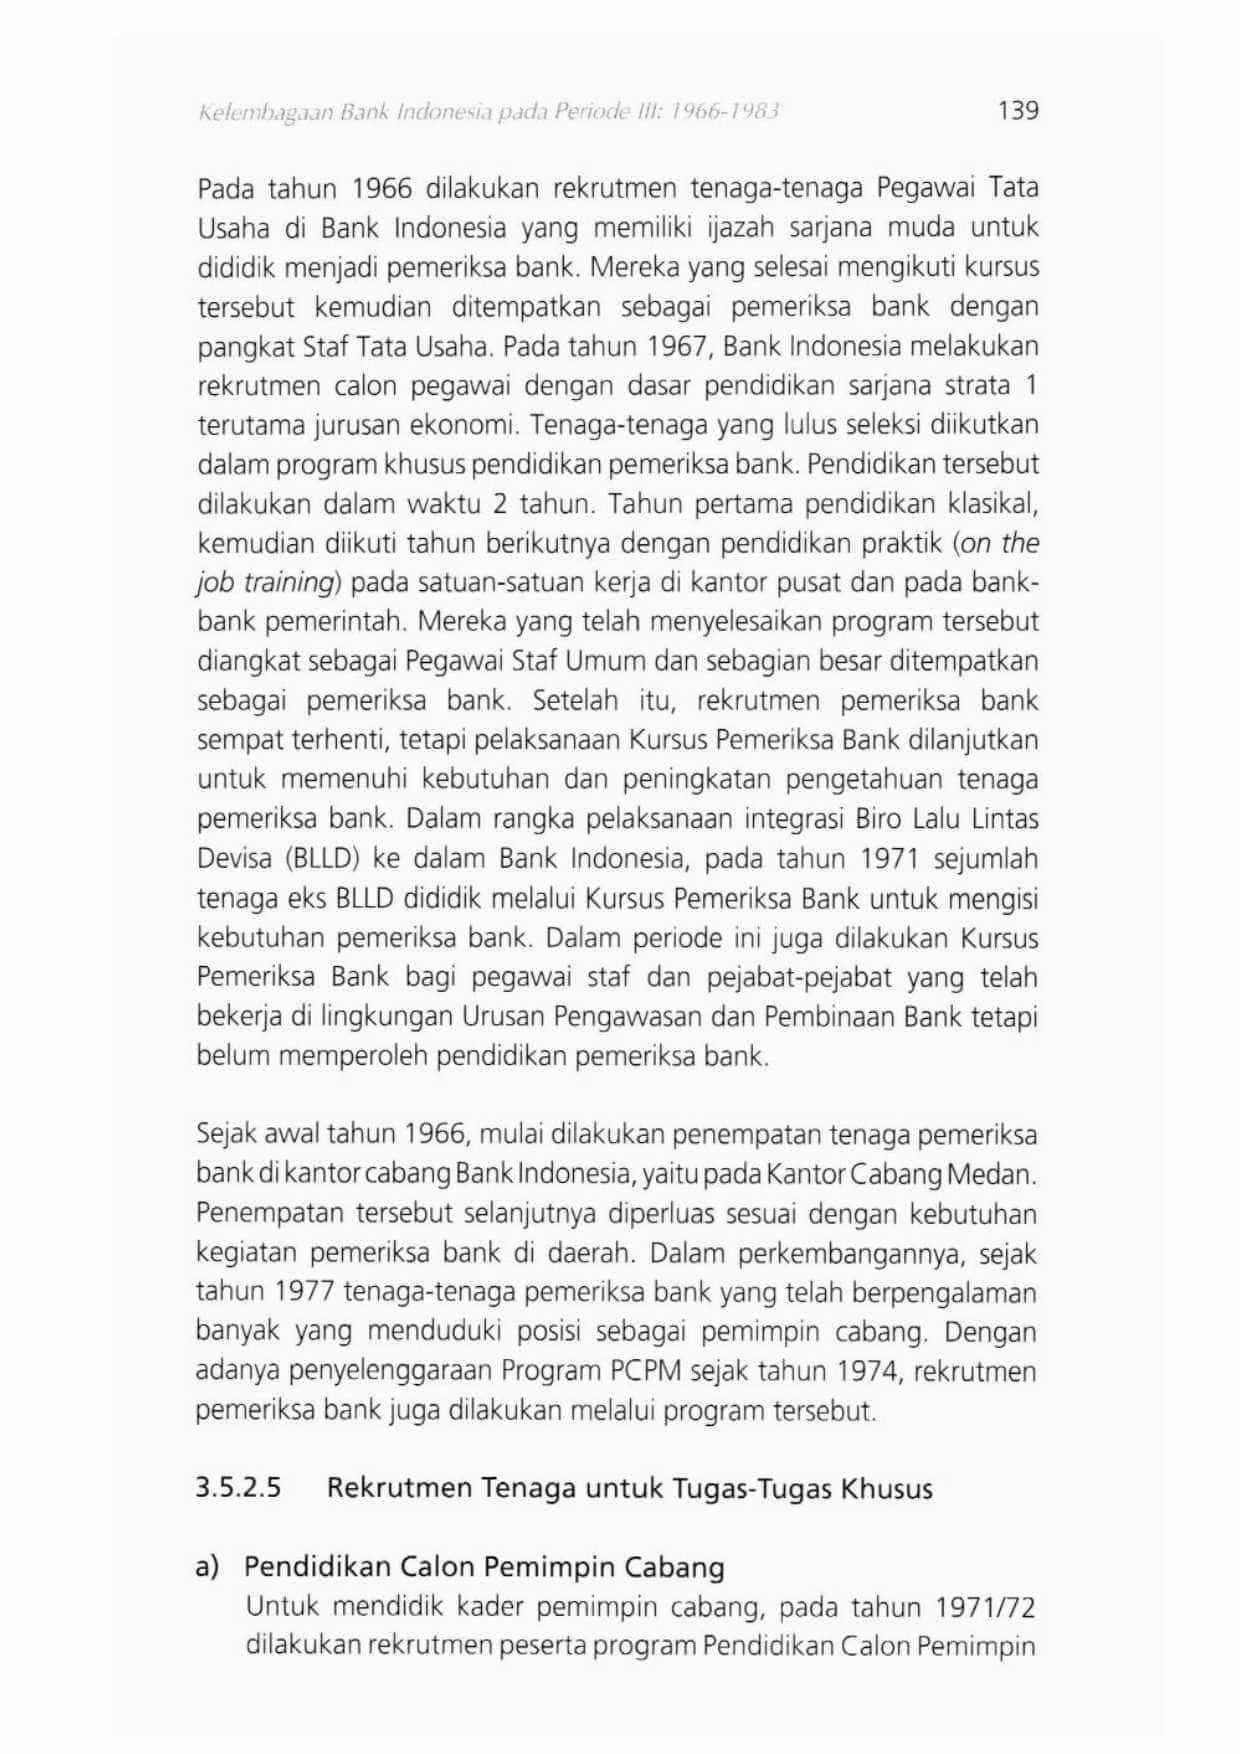 Kelembagaan Bank Indonesia pada Periode III: 1966-1983 139
Pada tahun 1966 dilakukan rekrutmen tenaga-tenaga Pegawai Tata
Usaha di Bank Indonesia yang memiliki ijazah sarjana muda untuk
dididik menjadi pemeriksa bank. Mereka yang selesai mengikuti kursus
tersebut kemudian ditempatkan sebagai pemeriksa bank dengan
pangkat Staf Tata Usaha. Pada tahun 1967, Bank Indonesia melakukan
rekrutmen calon pegawai dengan dasar pendidikan sarjana strata 1
terutama jurusan ekonomi. Tenaga-tenaga yang lulus seleksi diikutkan
dalam program khusus pendidikan pemeriksa bank. Pendidikan tersebut
dilakukan dalam waktu 2 tahun. Tahun pertama pendidikan klasikal,
kemudian diikuti tahun berikutnya dengan pendidikan praktik (on the
job training) pada satuan-satuan kerja di kantor pusat dan pada bank-
bank pemerintah. Mereka yang telah menyelesaikan program tersebut
diangkat sebagai Pegawai Staf Umum dan sebagian besar ditempatkan
sebagai pemeriksa bank. Setelah itu, rekrutmen pemeriksa bank
sempat terhenti, tetapi pelaksanaan Kursus Pemeriksa Bank dilanjutkan
untuk memenuhi kebutuhan dan peningkatan pengetahuan tenaga
pemeriksa bank. Dalam rangka pelaksanaan integrasi Biro Lalu Lintas
Devisa (BLLD) ke dalam Bank Indonesia, pada tahun 1971 sejumlah
tenaga eks BLLD dididik melalui Kursus Pemeriksa Bank untuk mengisi
kebutuhan pemeriksa bank. Dalam periode ini juga dilakukan Kursus
Pemeriksa Bank bagi pegawai staf dan pejabat-pejabat yang telah
bekerja di lingkungan Urusan Pengawasan dan Pembinaan Bank tetapi
belum memperoleh pendidikan pemeriksa bank.
Sejak awal tahun 1966, mulai dilakukan penempatan tenaga pemeriksa
bank di kantor cabang Bank Indonesia, yaitu pada Kantor Cabang Medan.
Penempatan tersebut selanjutnya diperluas sesuai dengan kebutuhan
kegiatan pemeriksa bank di daerah. Dalam perkembangannya, sejak
tahun 1977 tenaga-tenaga pemeriksa bank yang telah berpengalaman
banyak yang menduduki posisi sebagai pemimpin cabang. Dengan
adanya penyelenggaraan Program PCPM sejak tahun 1974, rekrutmen
pemeriksa bank juga dilakukan melalui program tersebut.
3.5.2.5 Rekrutmen Tenaga untuk Tugas-Tugas Khusus
a) Pendidikan Calon Pemimpin Cabang
Untuk mendidik kader pemimpin cabang, pada tahun 1971/72
dilakukan rekrutmen peserta program Pendidikan Calon Pemimpin